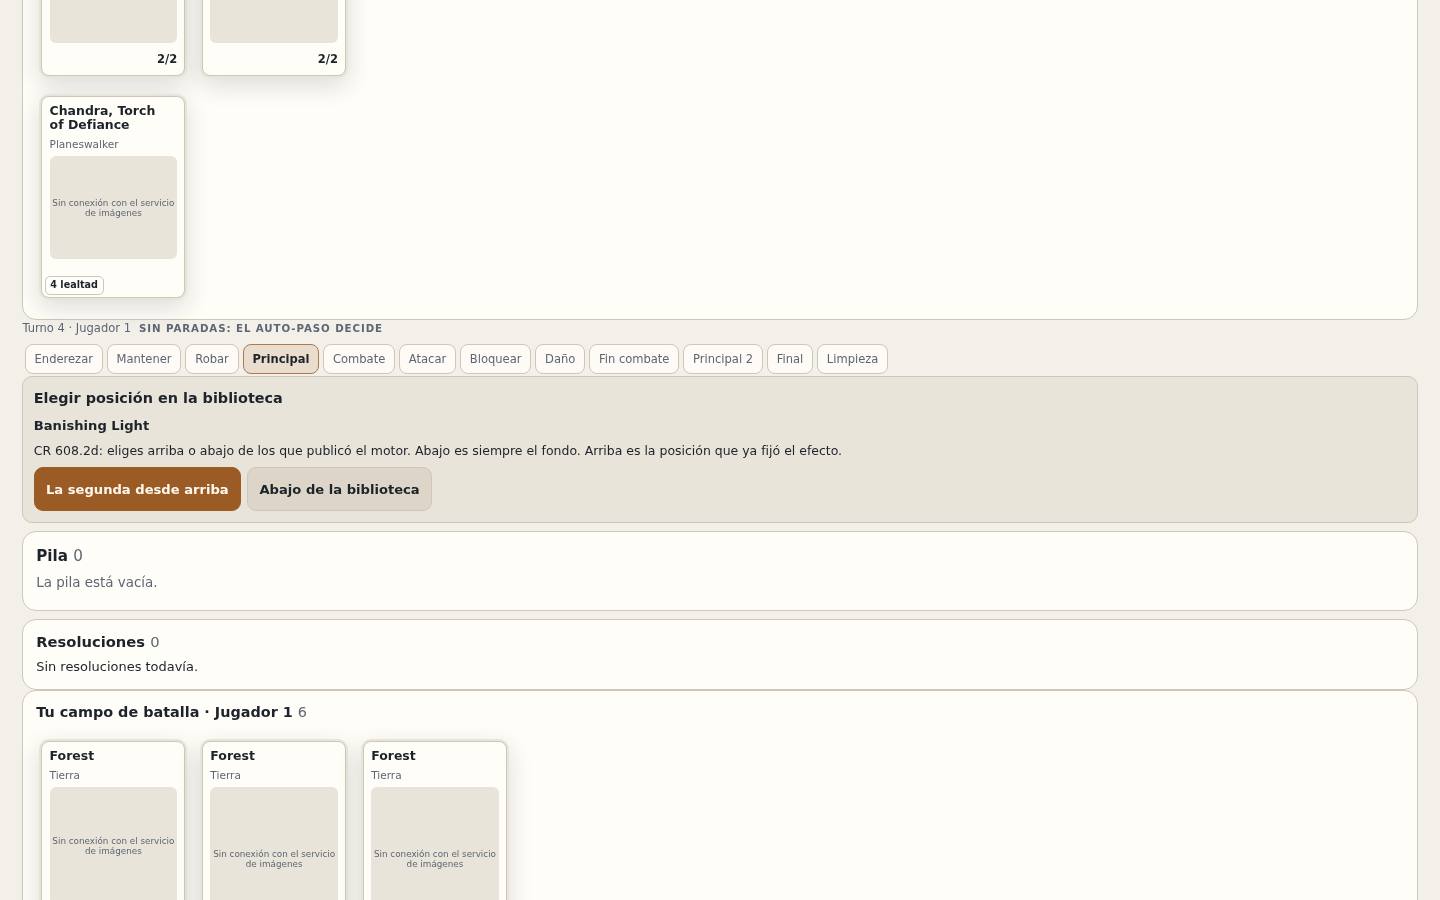 2/2
2/2
Chandra, Torch
of Defiance
Planeswalker
Sin conexión con el servicio
de imágenes
4 lealtad
Turno 4 · Jugador 1 SIN PARADAS: EL AUTO-PASO DECIDE
Enderezar Mantener Robar Principal Combate Atacar Bloquear Daño Fin combate Principal 2 Final Limpieza
Elegir posición en la biblioteca
Banishing Light
CR 608.2d: eliges arriba o abajo de los que publicó el motor. Abajo es siempre el fondo. Arriba es la posición que ya fijó el efecto.
La segunda desde arriba
Abajo de la biblioteca
Pila 0
La pila está vacía.
Resoluciones 0
Sin resoluciones todavía.
Tu campo de batalla · Jugador 1 6
Forest
Tierra
Sin conexión con el servicio
de imágenes
Forest
Tierra
Sin conexión con el servicio
de imágenes
Forest
Tierra
Sin conexión con el servicio
de imágenes